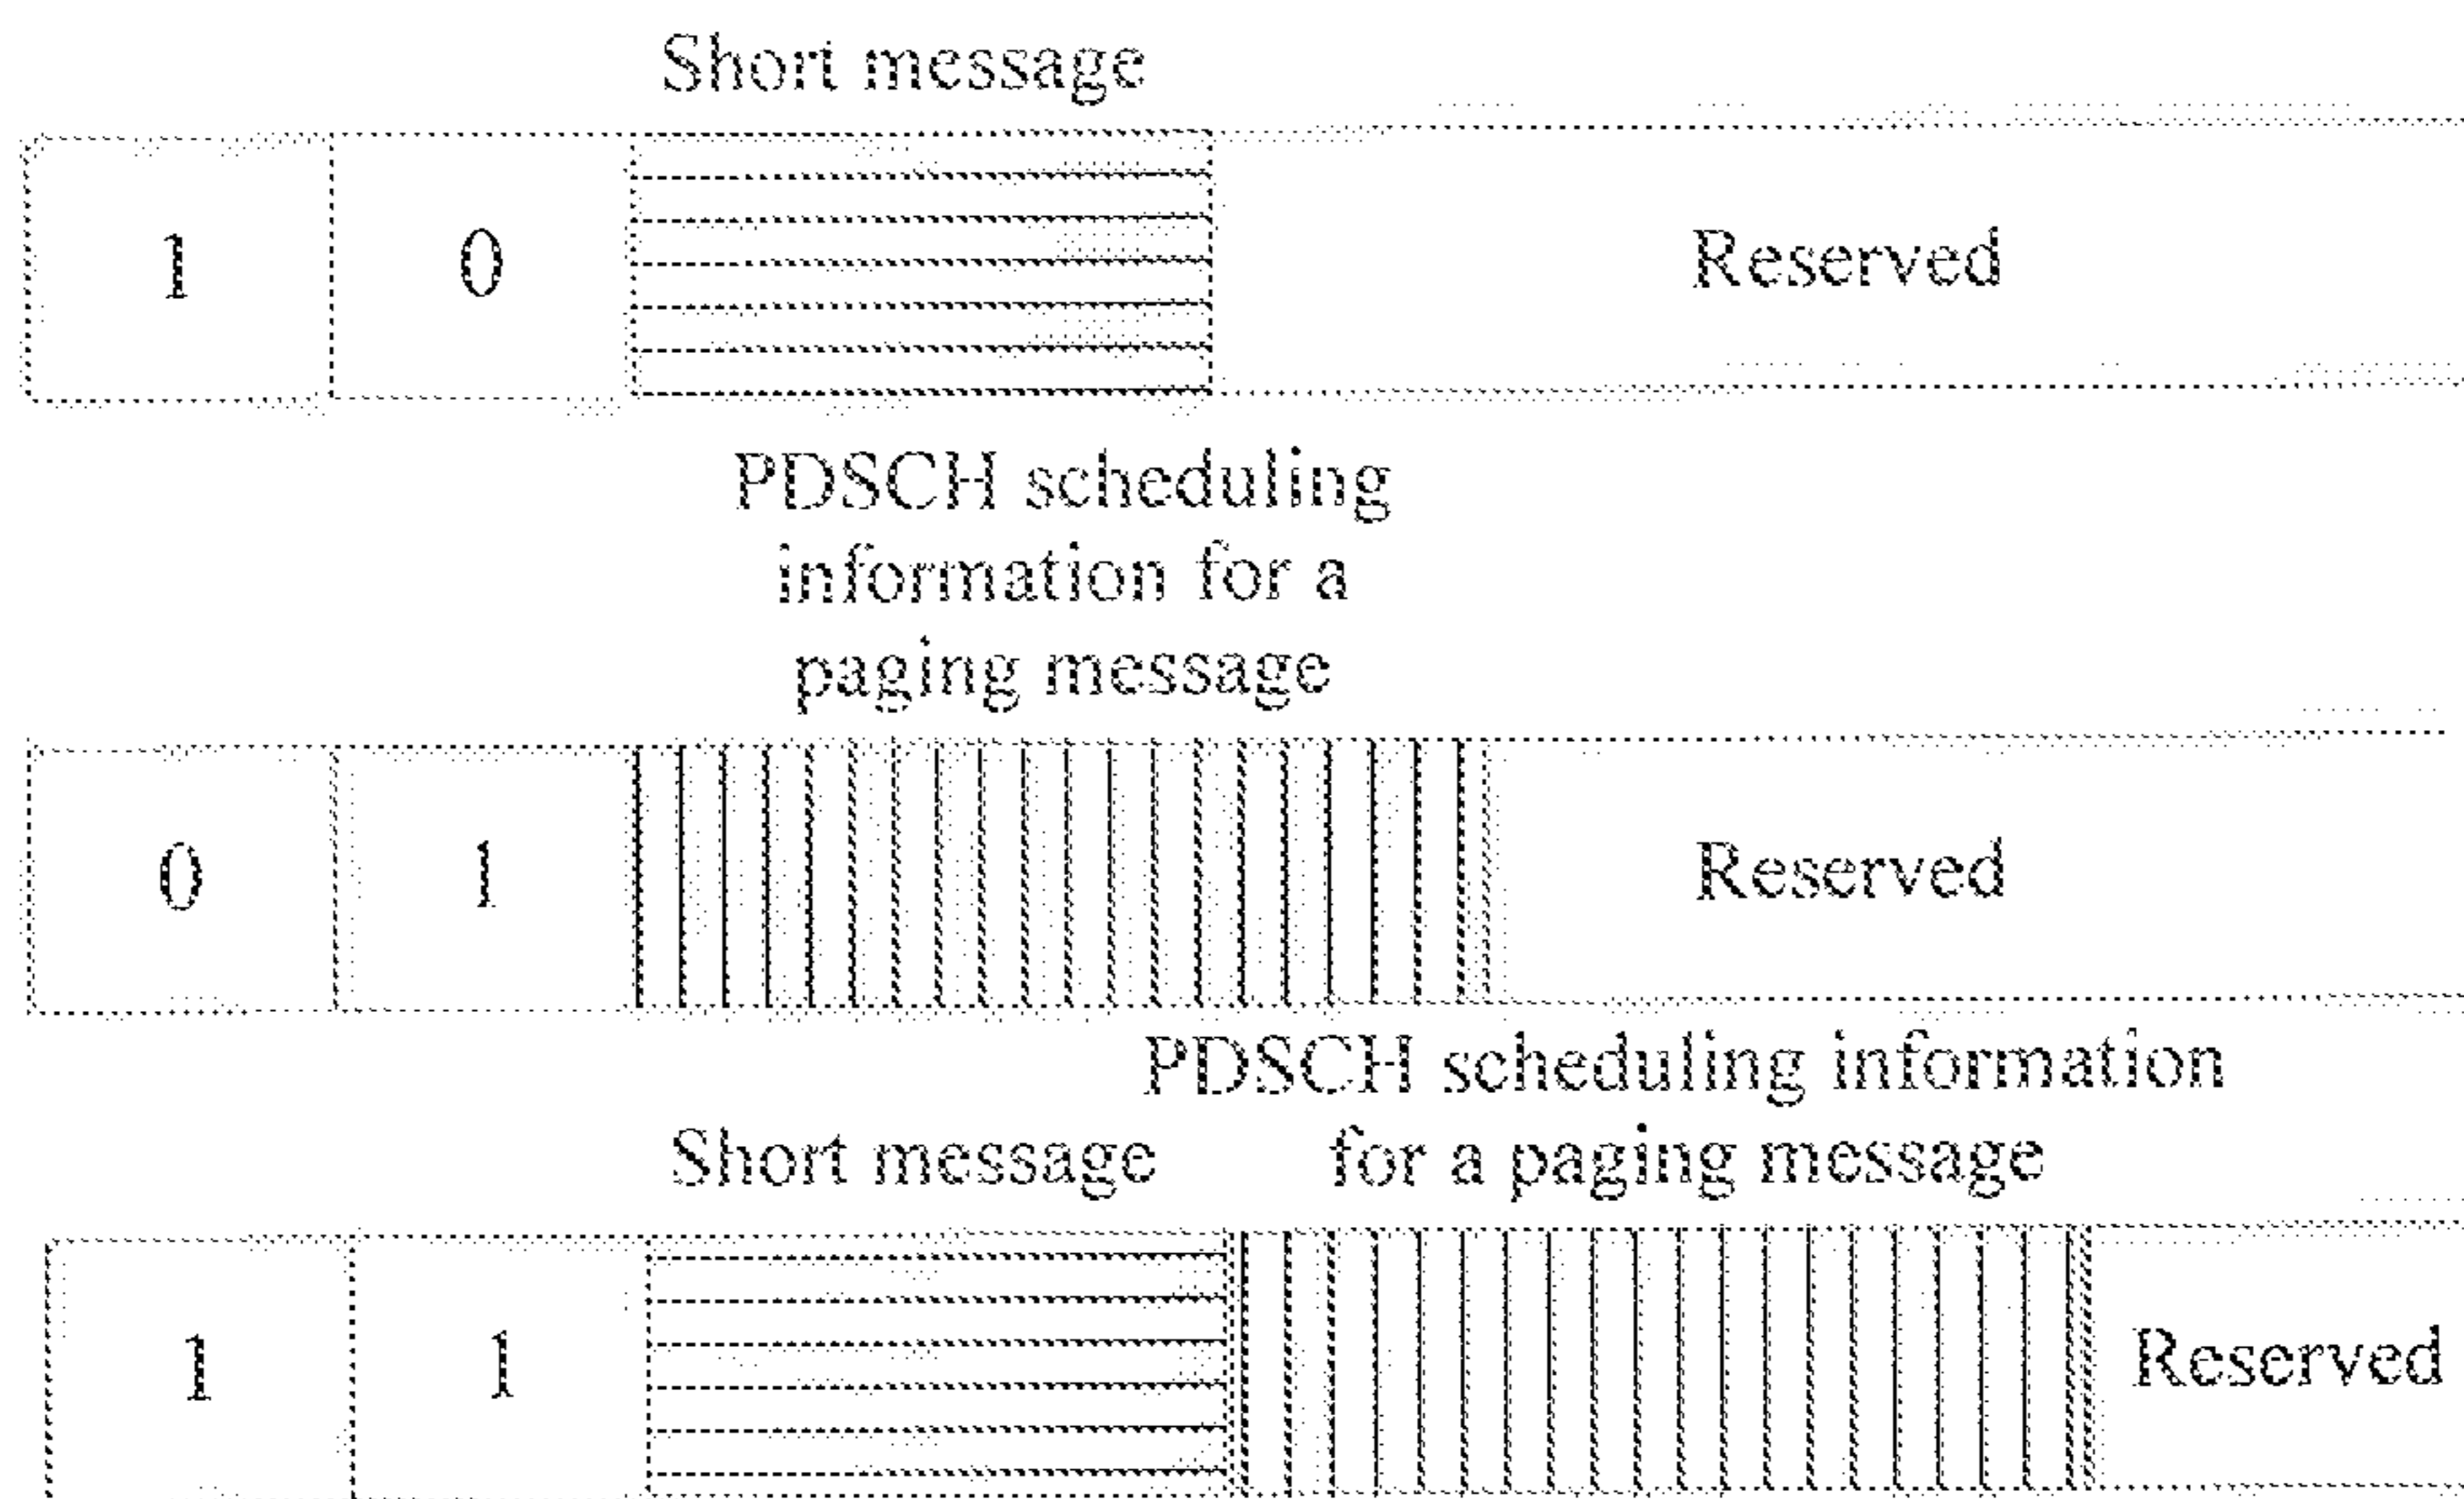 Short message
1 0 Reserved
PDSCH scheduling
information for a
paging message
0 1 Reserved
PDSCH scheduling information
for a paging message
Short message
1 1 Reserved